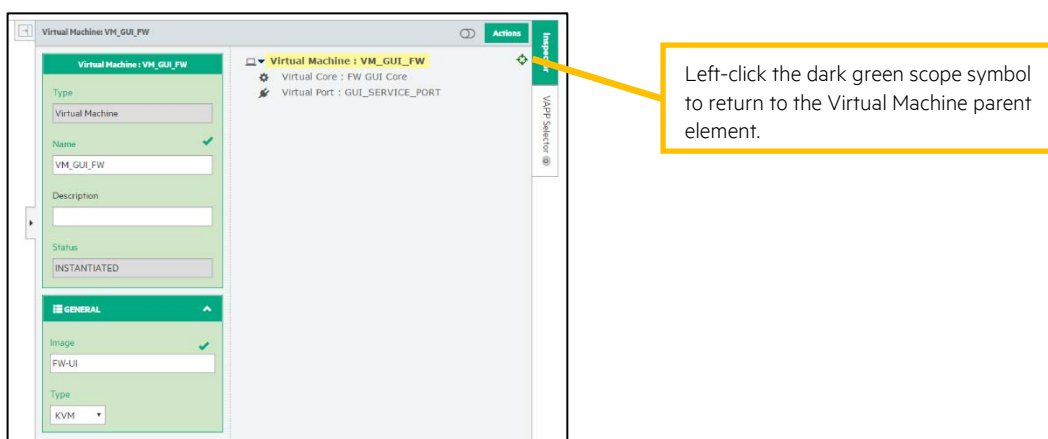 Virtual Machine: VM_GUI_FW
Actions
Inspector
VAPP Selector
Virtual Machine : VM_GUI_FW
Type
Virtual Machine
Name
VM_GUI_FW
Description
Status
INSTANTIATED
GENERAL
Image
FW-UI
Type
KVM
Virtual Machine : VM_GUI_FW
Virtual Core : FW GUI Core
Virtual Port : GUI_SERVICE_PORT
Left-click the dark green scope symbol
to return to the Virtual Machine parent
element.